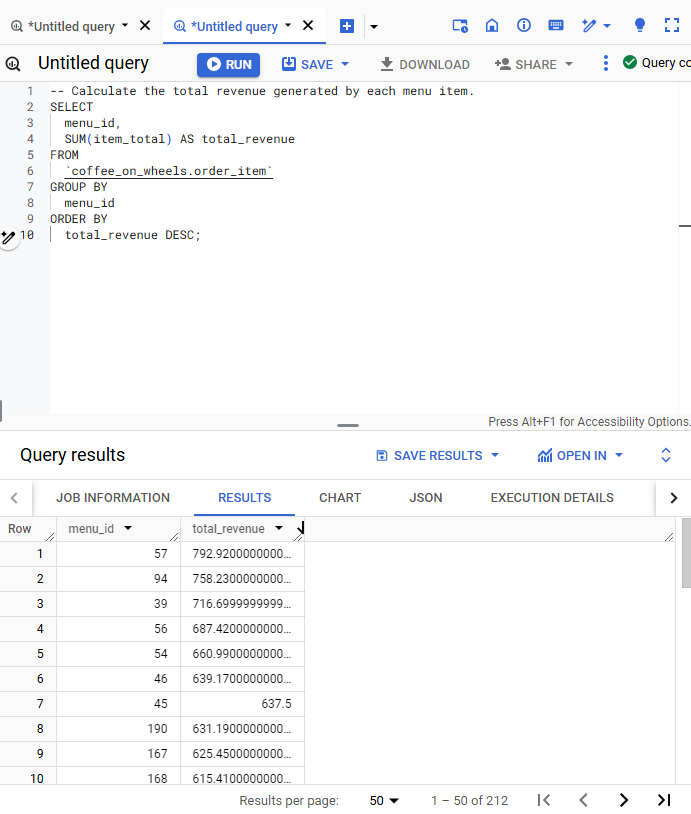 *Untitled query *Untitled query
Untitled query RUN SAVE DOWNLOAD SHARE Query co
1 -- Calculate the total revenue generated by each menu item.
2 SELECT
3 menu_id,
4 SUM(item_total) AS total_revenue
5 FROM
6 `coffee_on_wheels.order_item`
7 GROUP BY
8 menu_id
9 ORDER BY
10 total_revenue DESC;
Press Alt+F1 for Accessibility Options.
Query results SAVE RESULTS OPEN IN
JOB INFORMATION RESULTS CHART JSON EXECUTION DETAILS
Row menu_id total_revenue
1 57 792.9200000000...
2 94 758.2300000000...
3 39 716.6999999999...
4 56 687.4200000000...
5 54 660.9900000000...
6 46 639.1700000000...
7 45 637.5
8 190 631.1900000000...
9 167 625.4500000000...
10 168 615.4100000000...
Results per page: 50 1 – 50 of 212